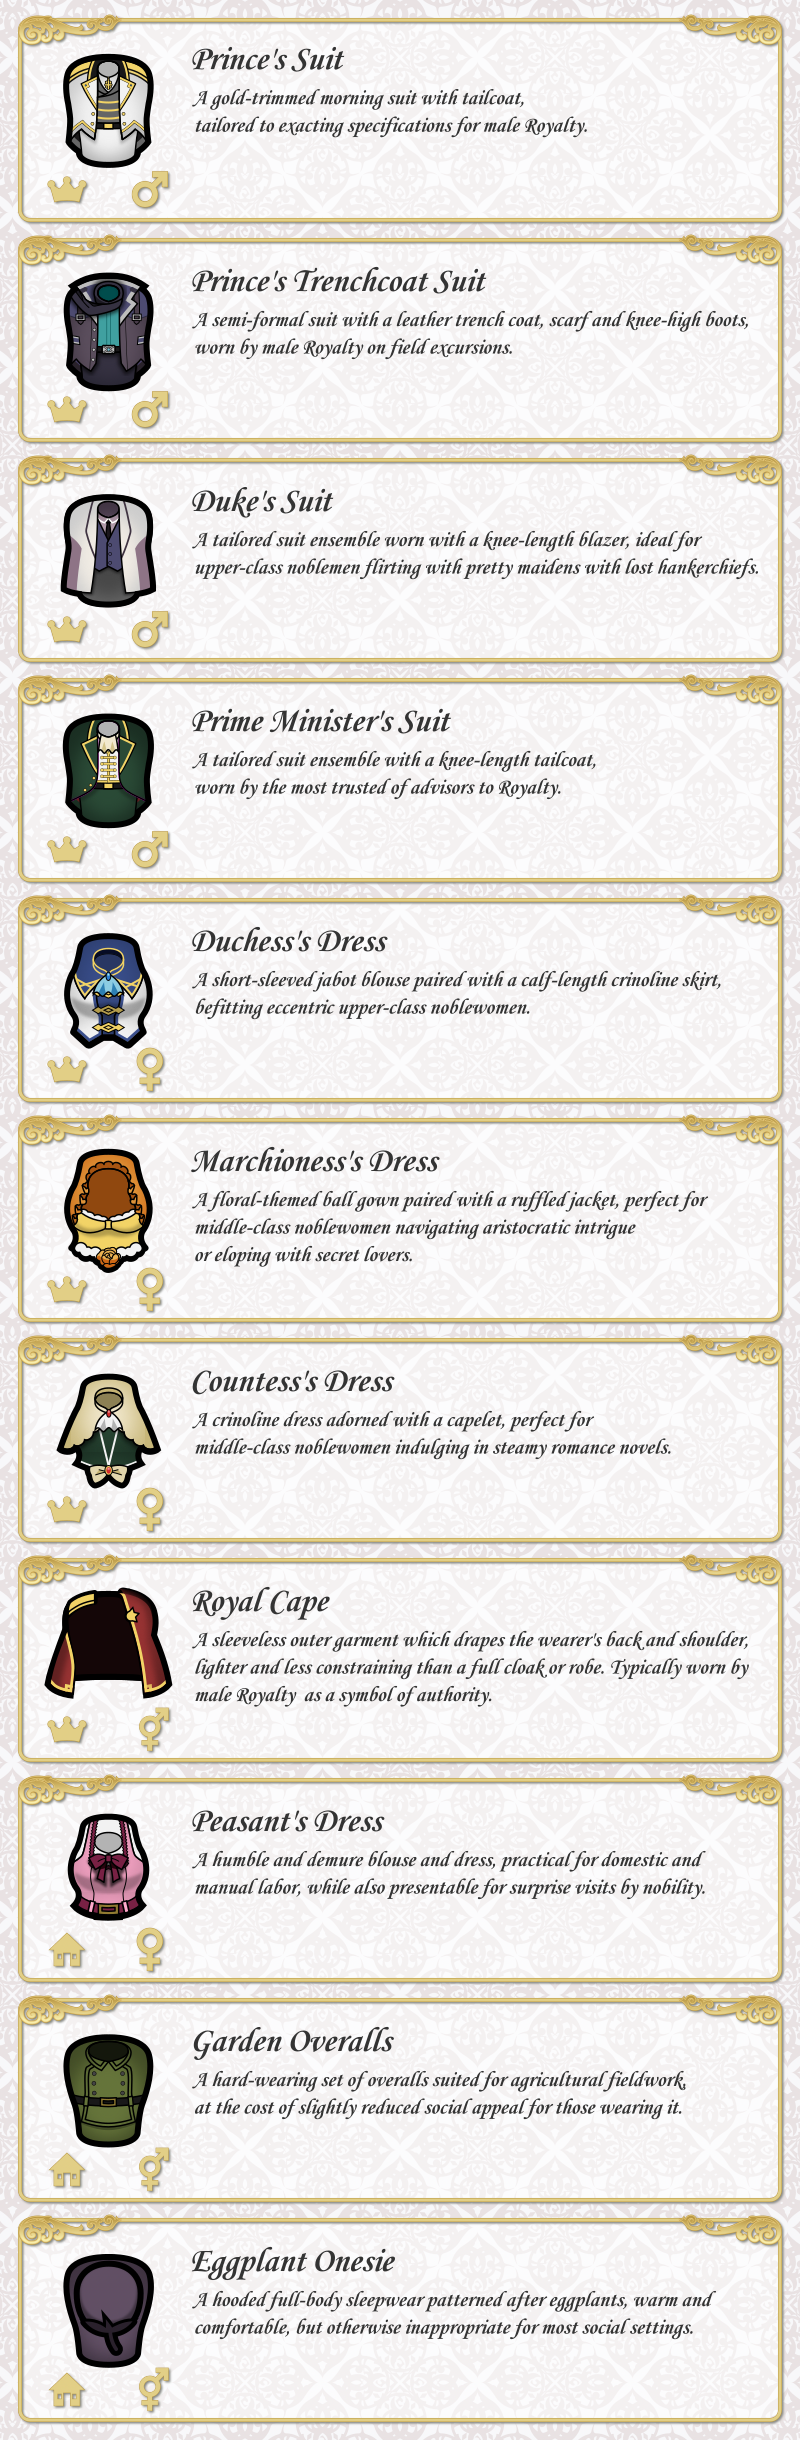 Prince's Suit
A gold-trimmed morning suit with tailcoat,
tailored to exacting specifications for male Royalty.
Prince's Trenchcoat Suit
A semi-formal suit with a leather trench coat, scarf and knee-high boots,
worn by male Royalty on field excursions.
Duke's Suit
A tailored suit ensemble worn with a knee-length blazer, ideal for
upper-class noblemen flirting with pretty maidens with lost hankerchiefs.
Prime Minister's Suit
A tailored suit ensemble with a knee-length tailcoat,
worn by the most trusted of advisors to Royalty.
Duchess's Dress
A short-sleeved jabot blouse paired with a calf-length crinoline skirt,
befitting eccentric upper-class noblewomen.
Marchioness's Dress
A floral-themed ball gown paired with a ruffled jacket, perfect for
middle-class noblewomen navigating aristocratic intrigue
or eloping with secret lovers.
Countess's Dress
A crinoline dress adorned with a capelet, perfect for
middle-class noblewomen indulging in steamy romance novels.
Royal Cape
A sleeveless outer garment which drapes the wearer's back and shoulder,
lighter and less constraining than a full cloak or robe. Typically worn by
male Royalty  as a symbol of authority.
Peasant's Dress
A humble and demure blouse and dress, practical for domestic and
manual labor, while also presentable for surprise visits by nobility.
Garden Overalls
A hard-wearing set of overalls suited for agricultural fieldwork,
at the cost of slightly reduced social appeal for those wearing it.
Eggplant Onesie
A hooded full-body sleepwear patterned after eggplants, warm and
comfortable, but otherwise inappropriate for most social settings.